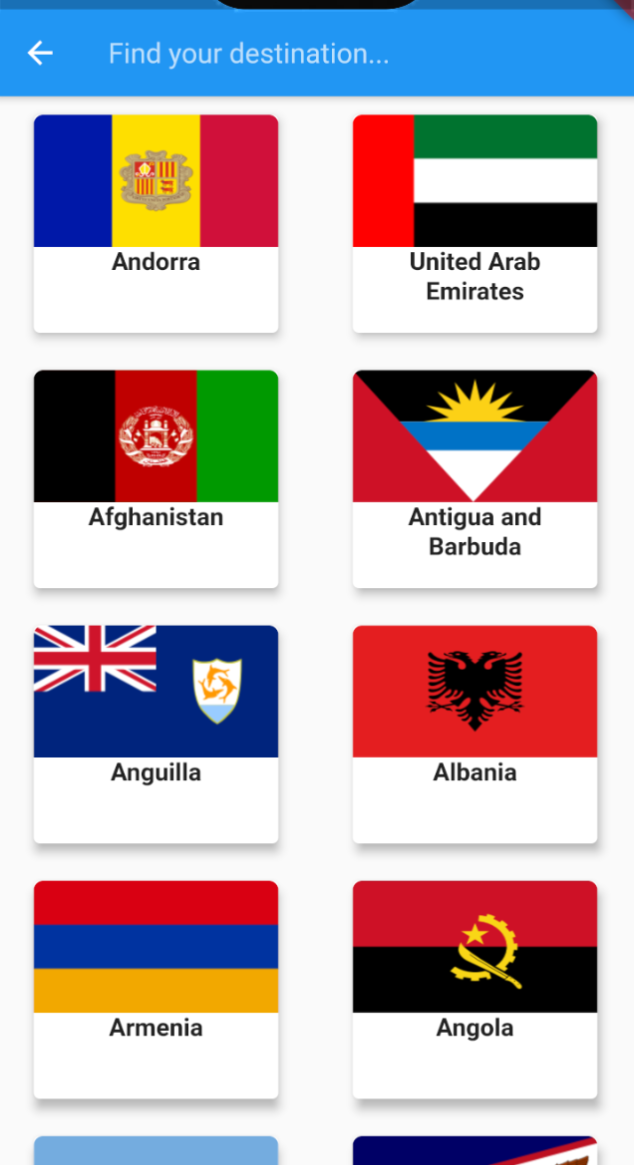 Find your destination...
Andorra
United Arab
Emirates
Afghanistan
Antigua and
Barbuda
Anguilla
Albania
Armenia
Angola